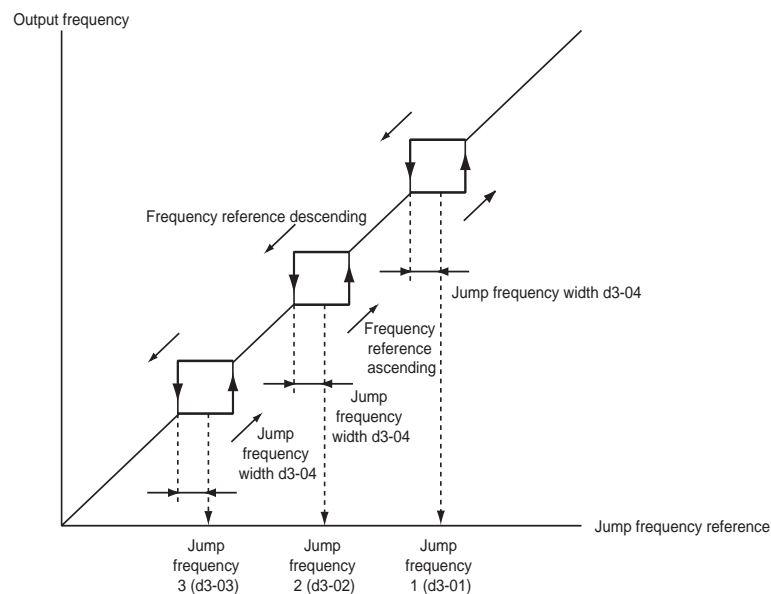 Output frequency
Frequency reference descending
Jump frequency width d3-04
Frequency
reference
ascending
Jump
frequency
width d3-04
Jump
frequency
width d3-04
Jump frequency reference
Jump
frequency
3 (d3-03)
Jump
frequency
2 (d3-02)
Jump
frequency
1 (d3-01)